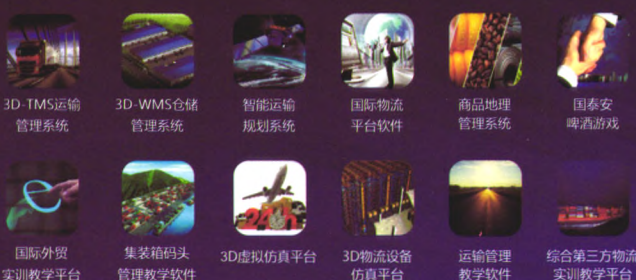 3D-TMS运输
管理系统
3D-WMS仓储
管理系统
智能运输
规划系统
国际物流
平台软件
商品地理
管理系统
国泰安
啤酒游戏
国际外贸
实训教学平台
集装箱码头
管理教学软件
3D虚拟仿真平台
3D物流设备
仿真平台
运输管理
教学软件
综合第三方物流
实训教学平台